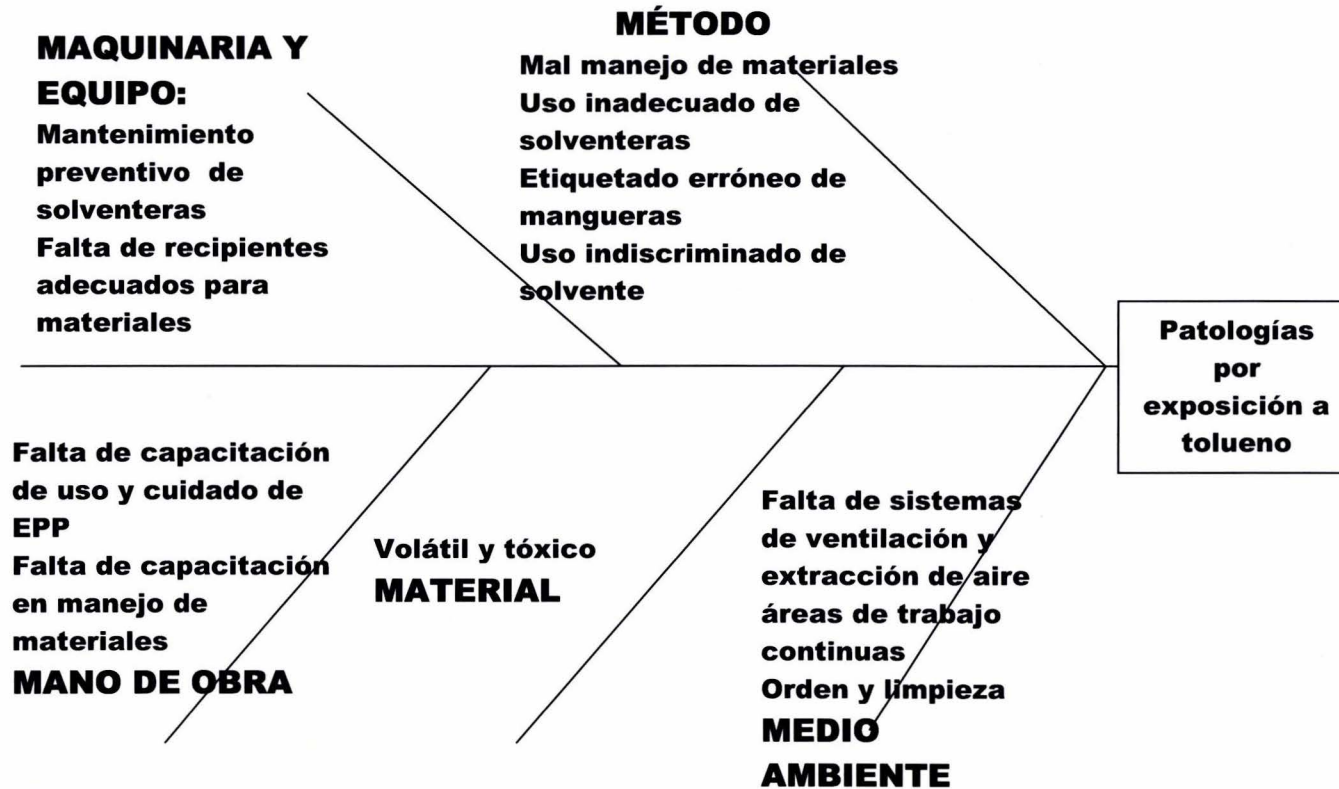 MAQUINARIA Y
EQUIPO:
Mantenimiento
preventivo de
solventeras
Falta de recipientes
adecuados para
materiales
MÉTODO
Mal manejo de materiales
Uso inadecuado de
solventeras
Etiquetado erróneo de
mangueras
Uso indiscriminado de
solvente
Patologías
por
exposición a
tolueno
Falta de capacitación
de uso y cuidado de
EPP
Falta de capacitación
en manejo de
materiales
MANO DE OBRA
Volátil y tóxico
MATERIAL
Falta de sistemas
de ventilación y
extracción de aire
áreas de trabajo
continuas
Orden y limpieza
MEDIO
AMBIENTE